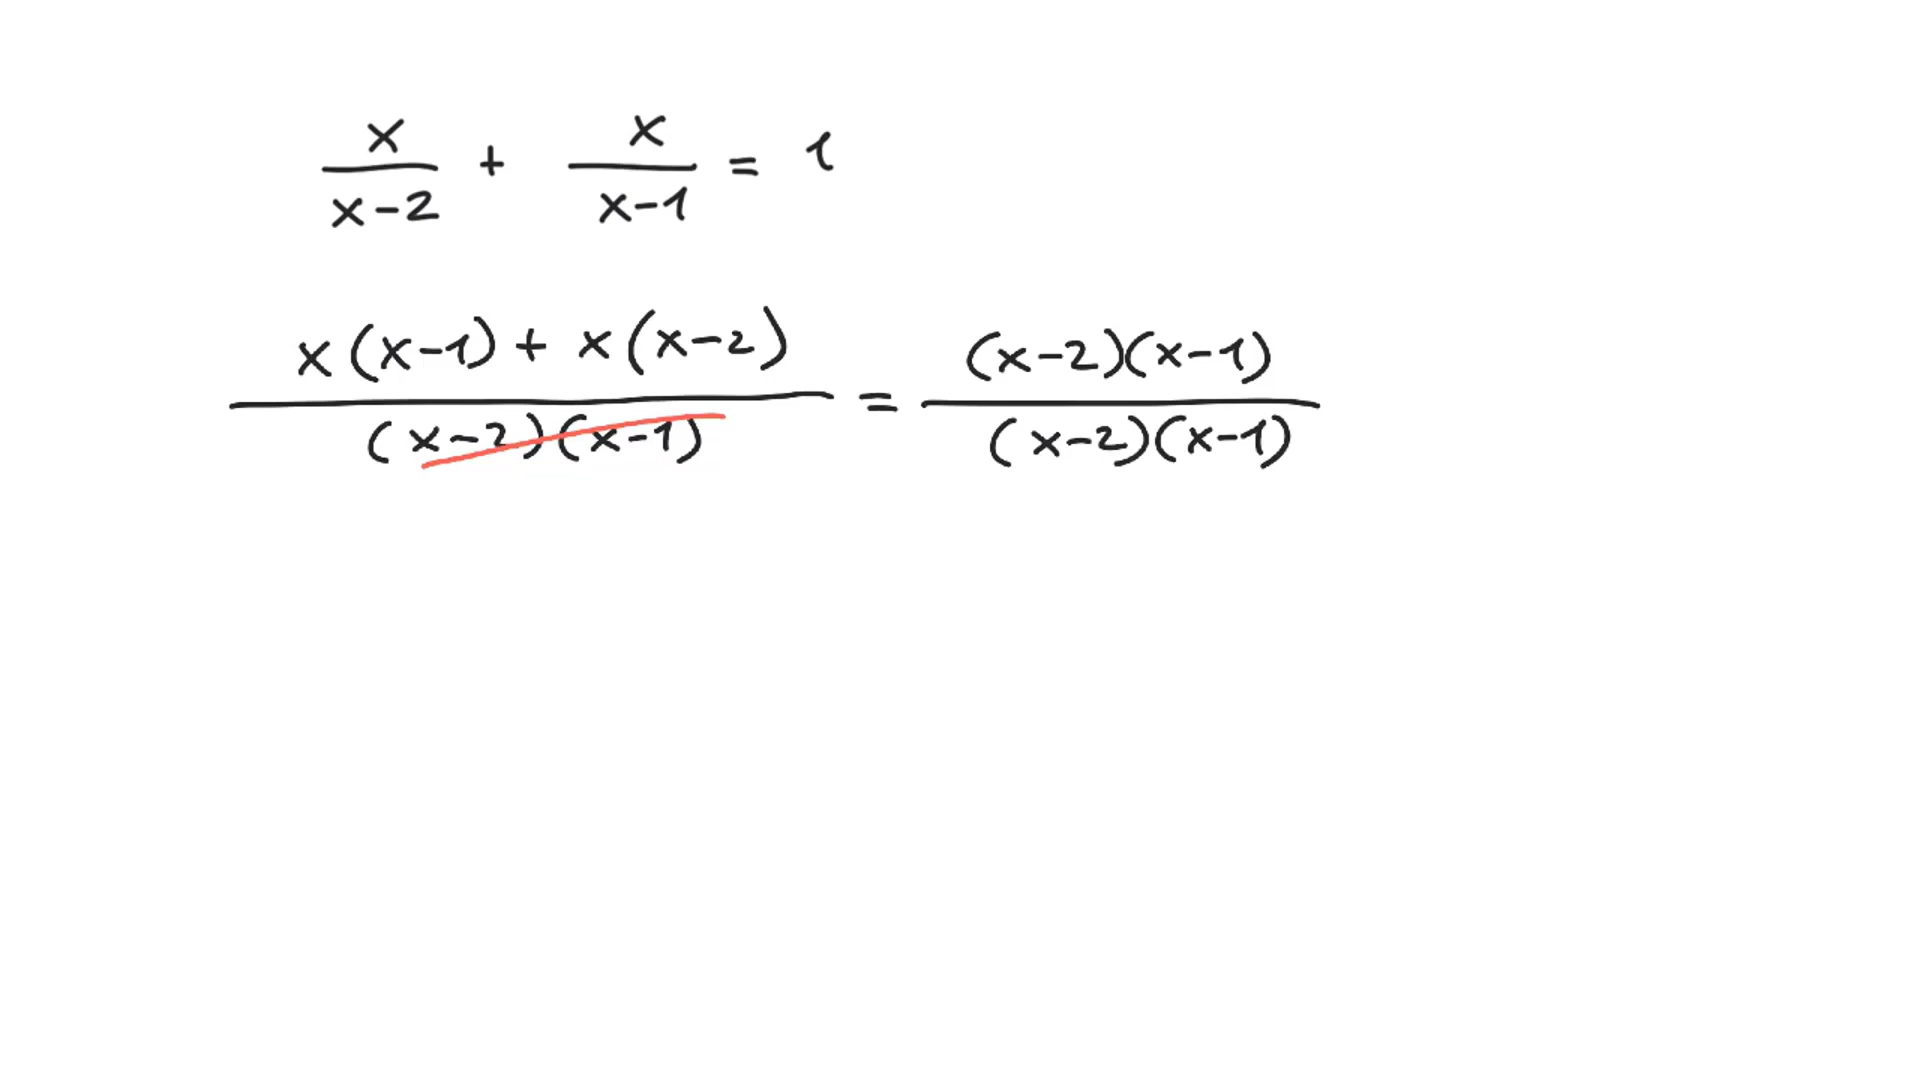 x/(x-2) + x/(x-1) = 1
(x(x-1) + x(x-2))/((x-2)(x-1)) = ((x-2)(x-1))/((x-2)(x-1))